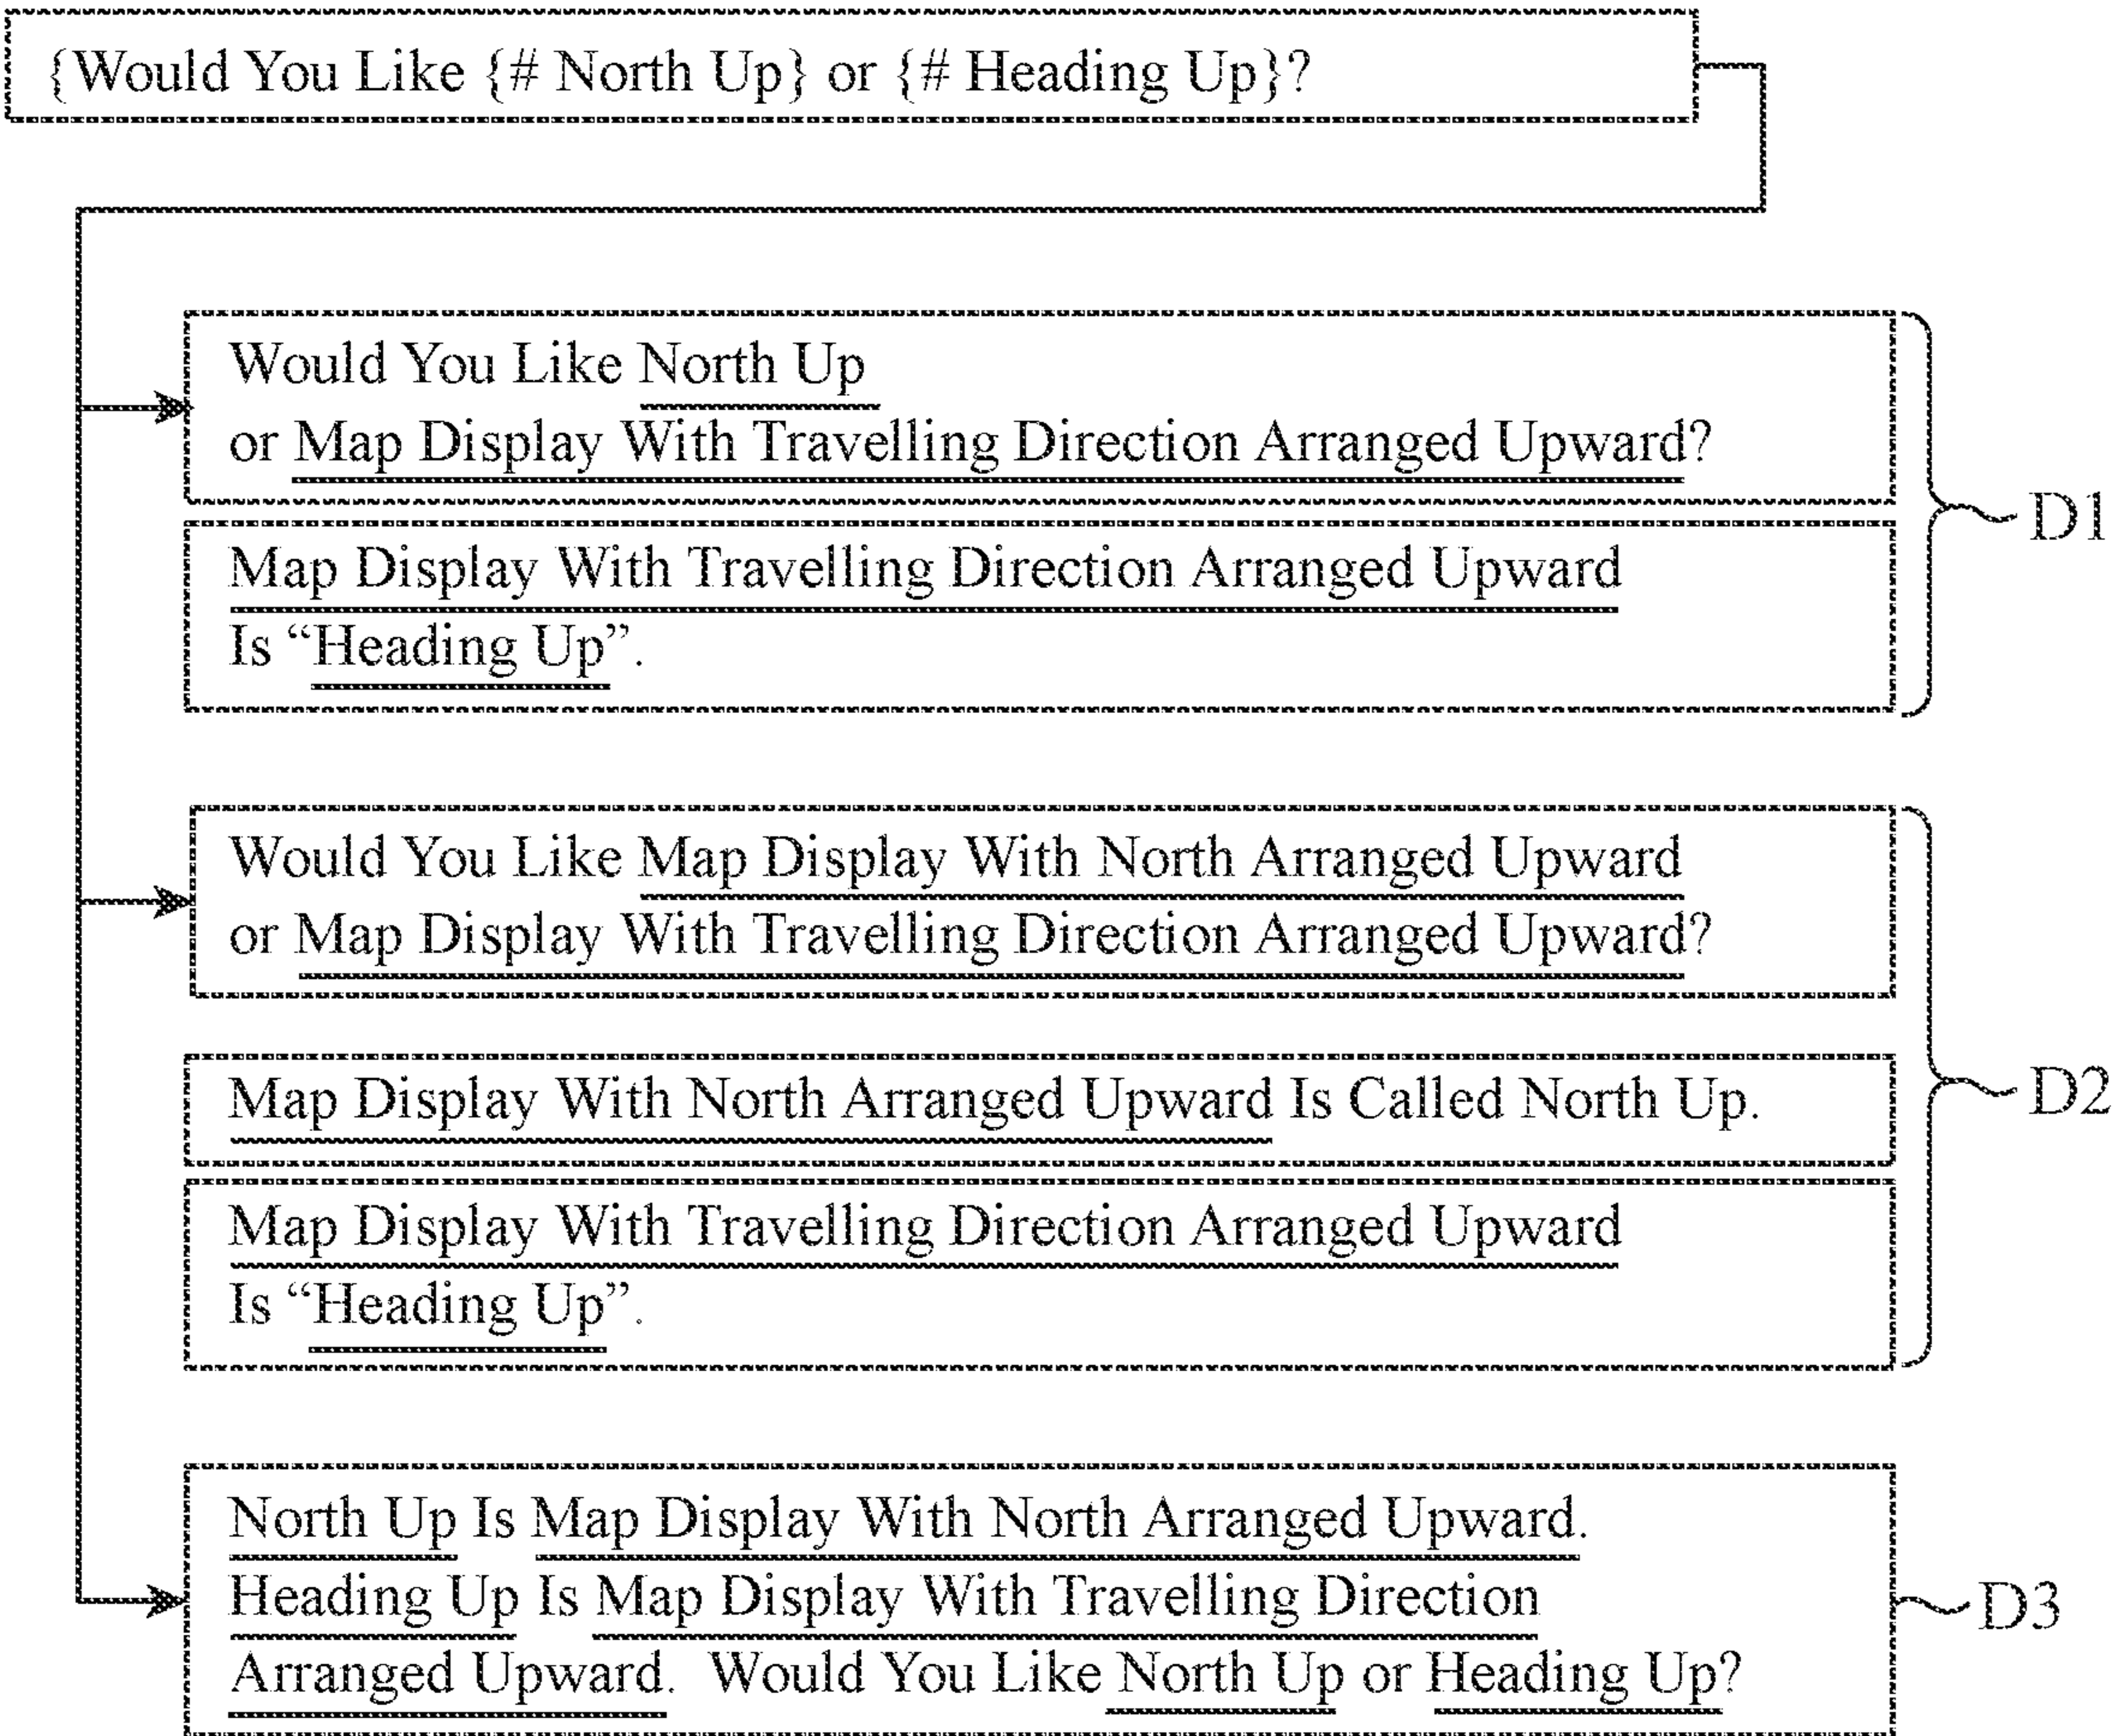 {Would You Like {# North Up} or {# Heading Up}?
Would You Like North Up
or Map Display With Travelling Direction Arranged Upward?
Map Display With Travelling Direction Arranged Upward
Is “Heading Up”.
D1
Would You Like Map Display With North Arranged Upward
or Map Display With Travelling Direction Arranged Upward?
Map Display With North Arranged Upward Is Called North Up.
Map Display With Travelling Direction Arranged Upward
Is “Heading Up”.
D2
North Up Is Map Display With North Arranged Upward.
Heading Up Is Map Display With Travelling Direction
Arranged Upward. Would You Like North Up or Heading Up?
D3